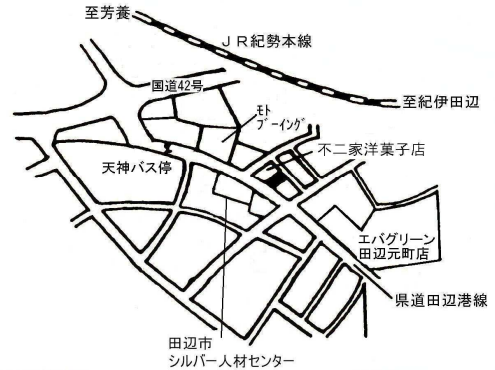 至芳養
JR紀勢本線
国道42号
至紀伊田辺
ﾓﾄ
ﾌﾞｰｲﾝｸﾞ
不二家洋菓子店
天神バス停
エバグリーン
田辺元町店
県道田辺港線
田辺市
シルバー人材センター